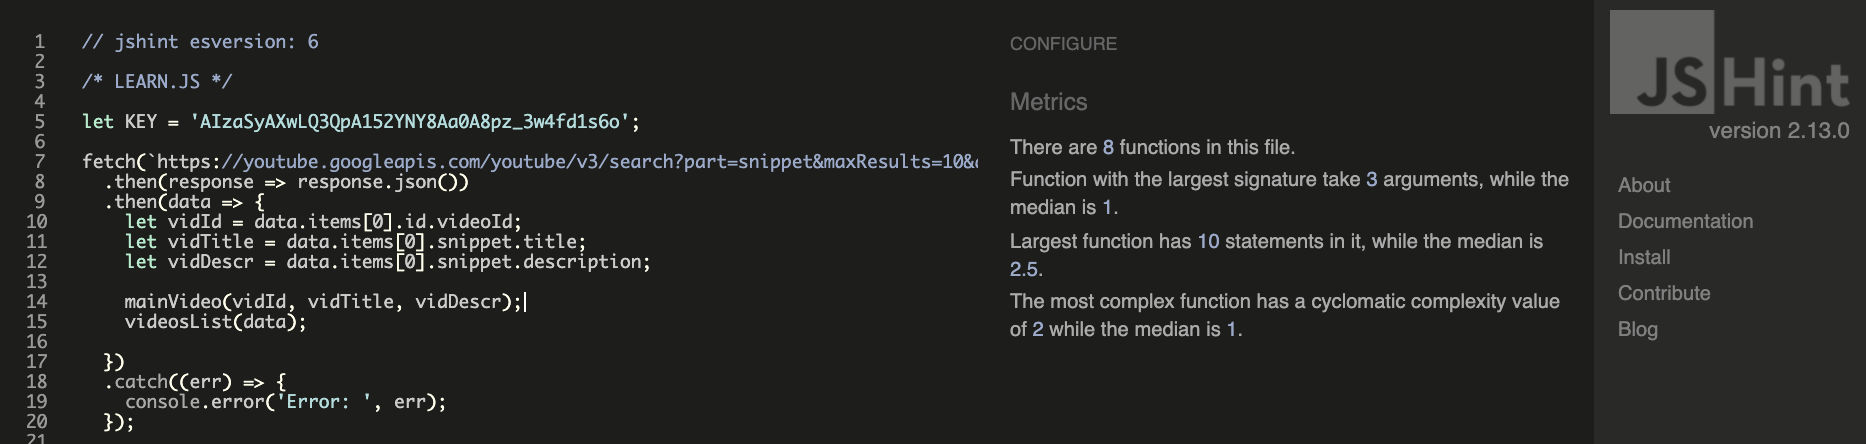 1 // jshint esversion: 6
2
3 /* LEARN.JS */
4
5 let KEY = 'AIzaSyAXwLQ3QpA152YNY8Aa0A8pz_3w4fd1s6o';
6
7 fetch(`https://youtube.googleapis.com/youtube/v3/search?part=snippet&maxResults=10&
8 .then(response => response.json())
9 .then(data => {
10 let vidId = data.items[0].id.videoId;
11 let vidTitle = data.items[0].snippet.title;
12 let vidDescr = data.items[0].snippet.description;
13
14 mainVideo(vidId, vidTitle, vidDescr);
15 videosList(data);
16
17 })
18 .catch((err) => {
19 console.error('Error: ', err);
20 });
21
CONFIGURE
Metrics
There are 8 functions in this file.
Function with the largest signature take 3 arguments, while the
median is 1.
Largest function has 10 statements in it, while the median is
2.5.
The most complex function has a cyclomatic complexity value
of 2 while the median is 1.
JSHint
version 2.13.0
About
Documentation
Install
Contribute
Blog